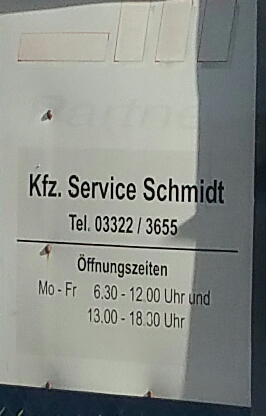 Partner
Kfz. Service Schmidt
Tel. 03322 / 3655
Öffnungszeiten
Mo - Fr 6.30 - 12.00 Uhr und
13.00 - 18.30 Uhr